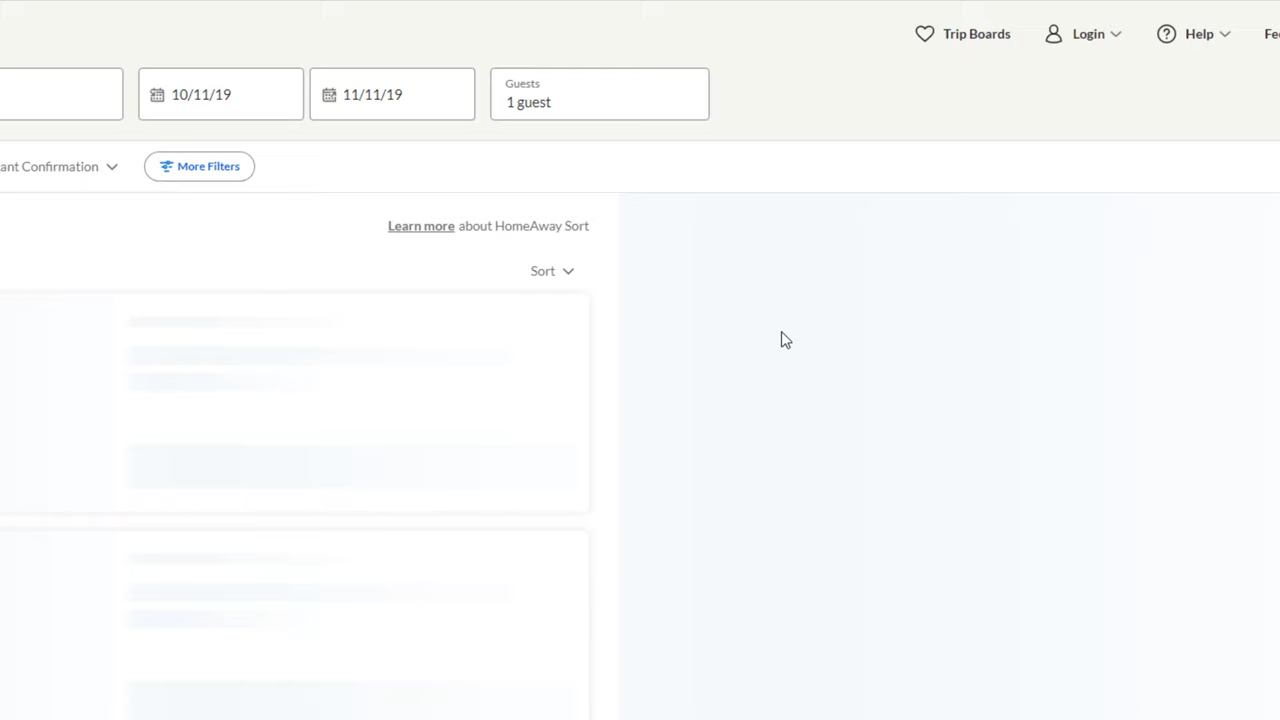 Trip Boards
Login
Help
10/11/19
11/11/19
Guests
1 guest
Confirmation
More Filters
Learn more about HomeAway Sort
Sort